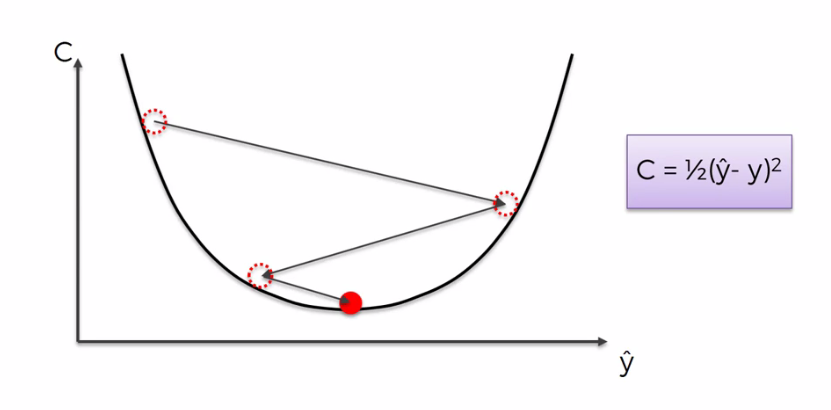 C
C = ½(ŷ- y)²
ŷ